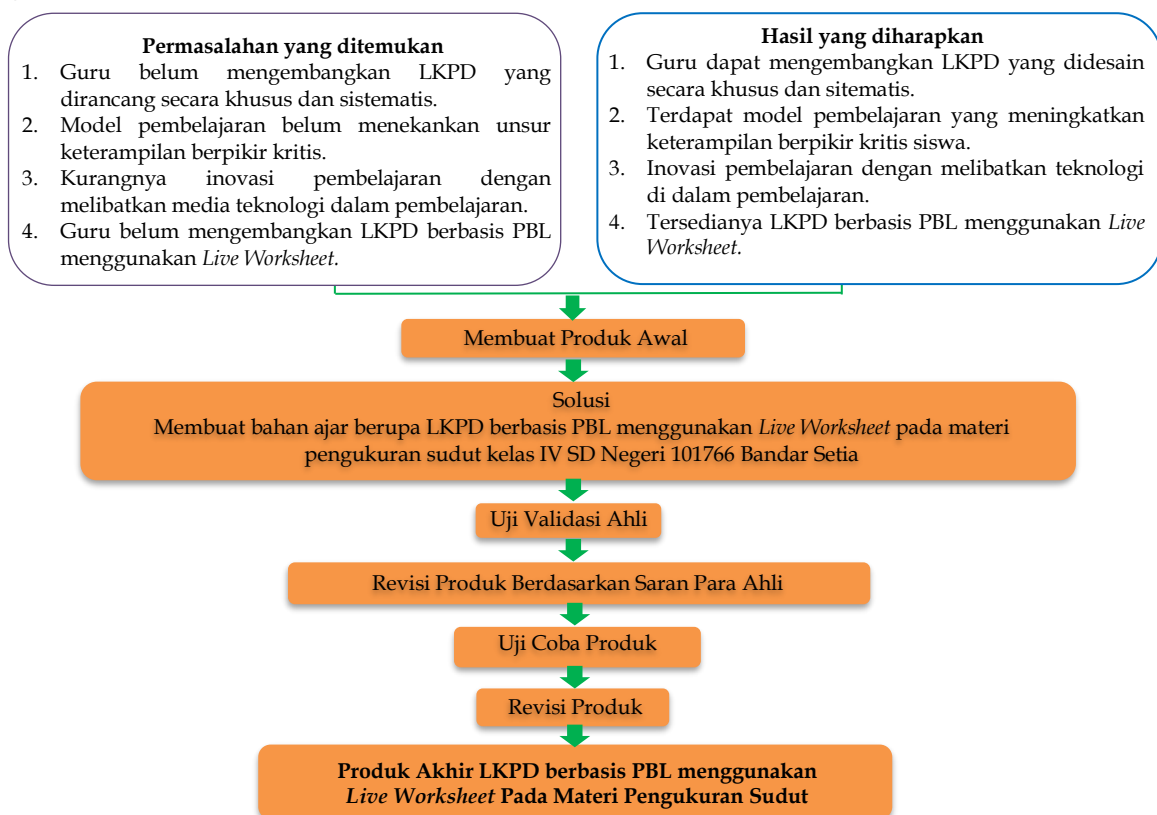 Permasalahan yang ditemukan
1. Guru belum mengembangkan LKPD yang
dirancang secara khusus dan sistematis.
2. Model pembelajaran belum menekankan unsur
keterampilan berpikir kritis.
3. Kurangnya inovasi pembelajaran dengan
melibatkan media teknologi dalam pembelajaran.
4. Guru belum mengembangkan LKPD berbasis PBL
menggunakan Live Worksheet.
Hasil yang diharapkan
1. Guru dapat mengembangkan LKPD yang didesain
secara khusus dan sitematis.
2. Terdapat model pembelajaran yang meningkatkan
keterampilan berpikir kritis siswa.
3. Inovasi pembelajaran dengan melibatkan teknologi
di dalam pembelajaran.
4. Tersedianya LKPD berbasis PBL menggunakan Live
Worksheet.
Membuat Produk Awal
Solusi
Membuat bahan ajar berupa LKPD berbasis PBL menggunakan Live Worksheet pada materi
pengukuran sudut kelas IV SD Negeri 101766 Bandar Setia
Uji Validasi Ahli
Revisi Produk Berdasarkan Saran Para Ahli
Uji Coba Produk
Revisi Produk
Produk Akhir LKPD berbasis PBL menggunakan
Live Worksheet Pada Materi Pengukuran Sudut